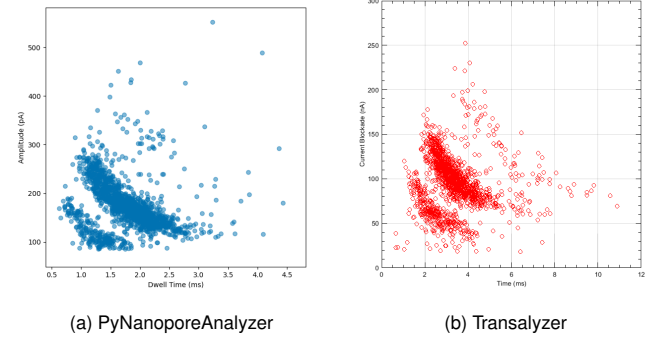 500
400
300
200
100
Amplitude (pA)
0.5 1.0 1.5 2.0 2.5 3.0 3.5 4.0 4.5
Dwell Time (ms)
(a) PyNanoporeAnalyzer
300
250
200
150
100
50
0
Current Blockade
0 2 4 6 8 10 12
Time (ms)
(b) Transalyzer